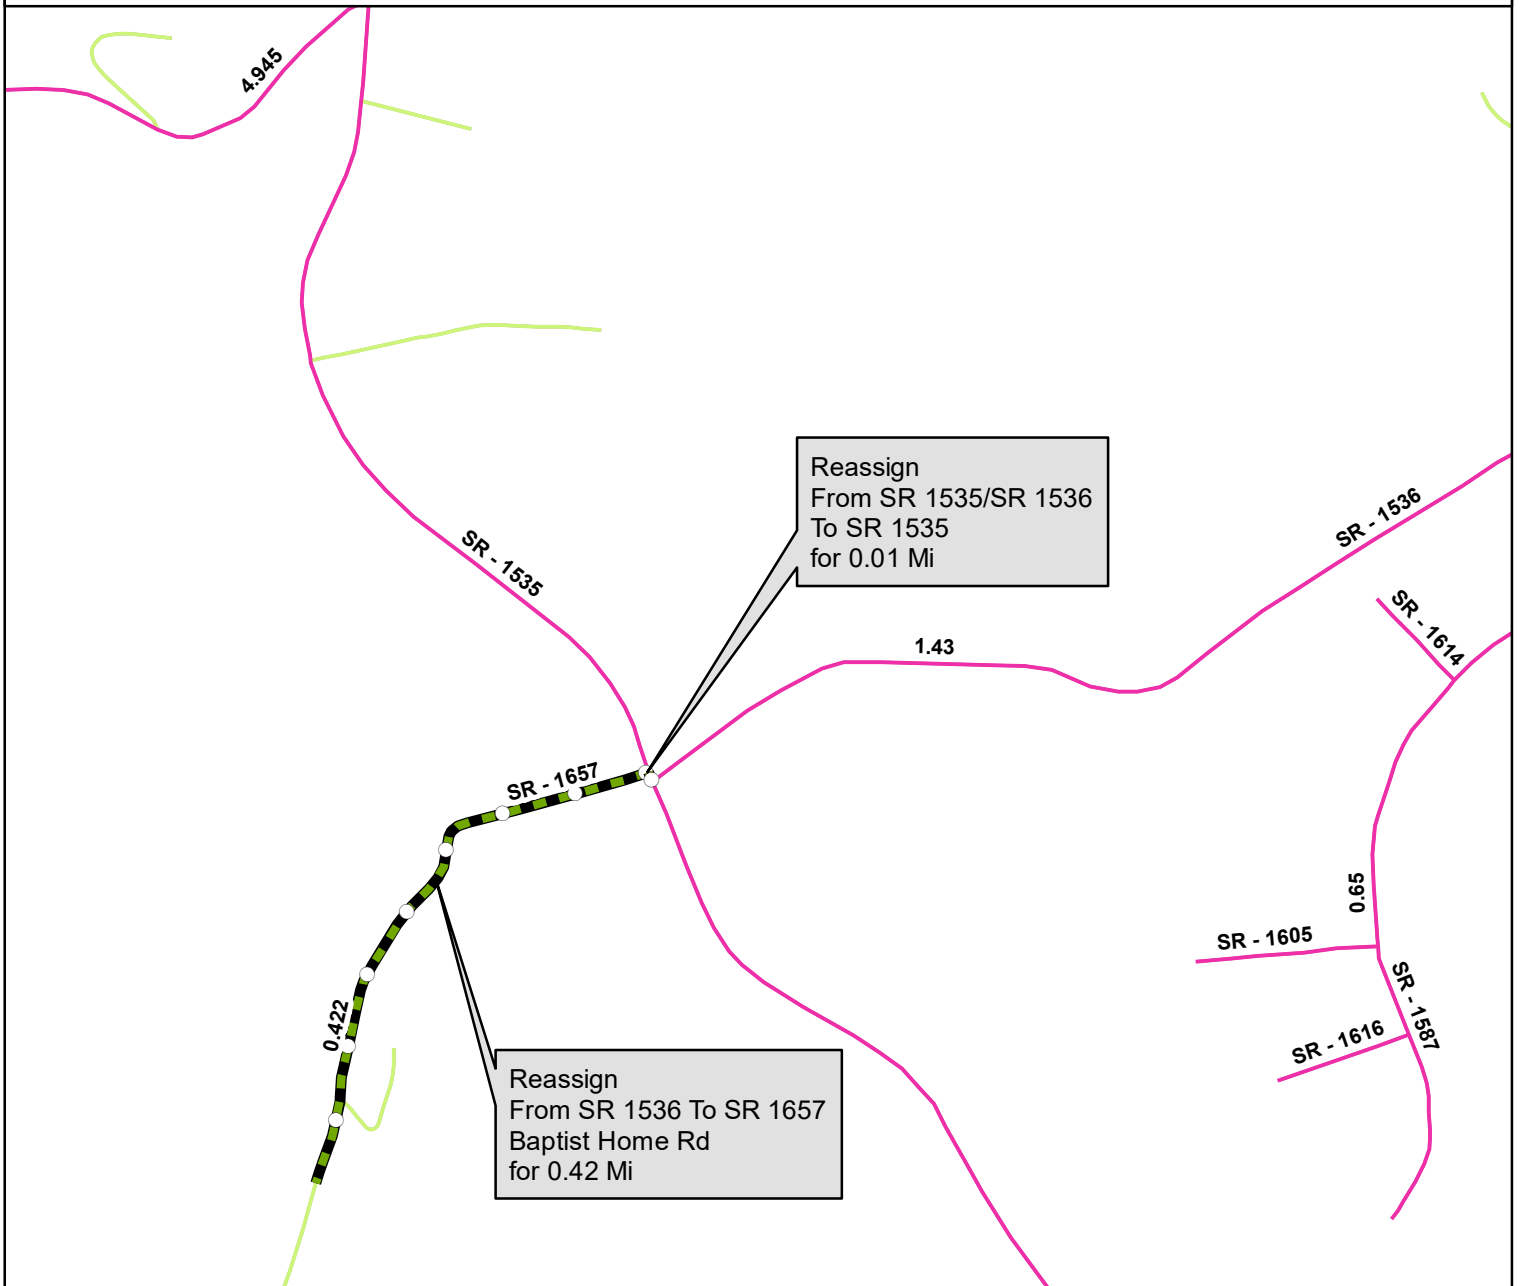 4.945
SR - 1535
Reassign
From SR 1535/SR 1536
To SR 1535
for 0.01 Mi
SR - 1536
SR - 1614
1.43
SR - 1657
0.65
SR - 1605
SR - 1587
SR - 1616
0.422
Reassign
From SR 1536 To SR 1657
Baptist Home Rd
for 0.42 Mi